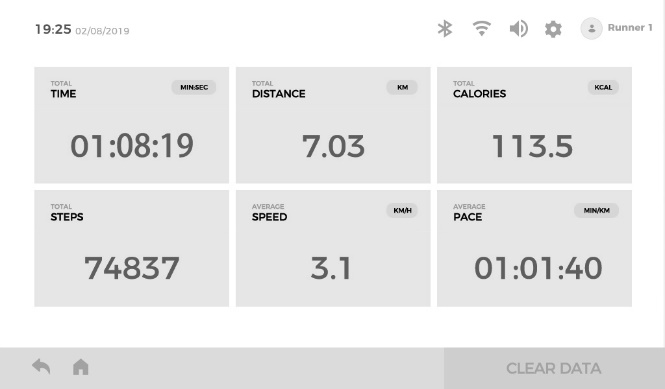 19:25 02/08/2019
Runner 1
TOTAL
TIME
MIN:SEC
01:08:19
TOTAL
DISTANCE
KM
7.03
TOTAL
CALORIES
KCAL
113.5
TOTAL
STEPS
74837
AVERAGE
SPEED
KM/H
3.1
AVERAGE
PACE
MIN/KM
01:01:40
CLEAR DATA